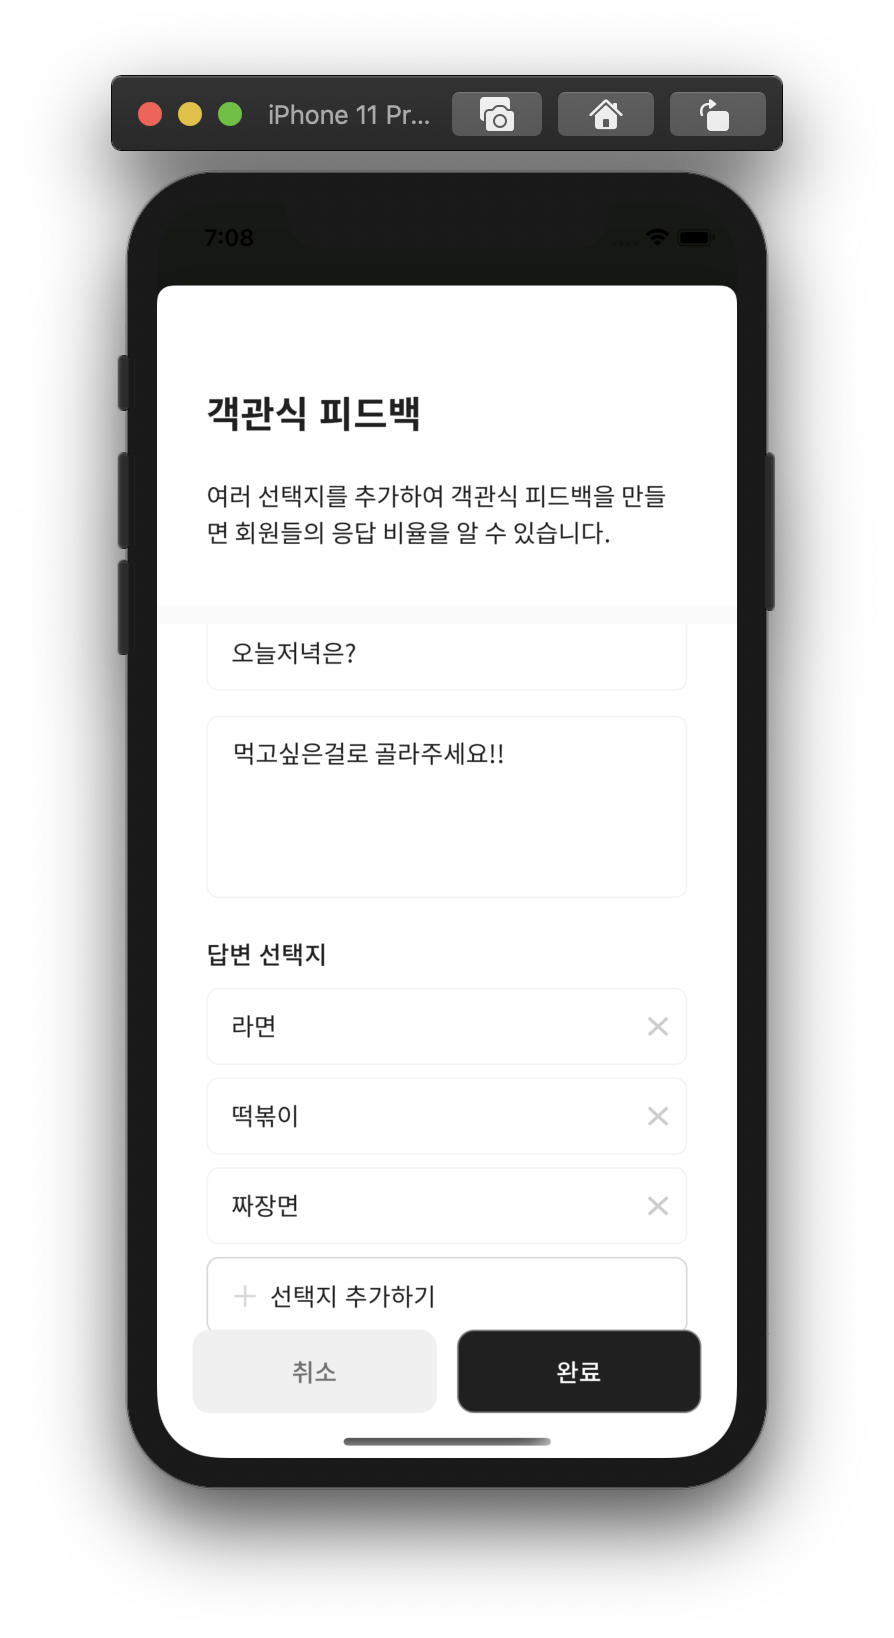 iPhone 11 Pr...
7:08
객관식 피드백
여러 선택지를 추가하여 객관식 피드백을 만들
면 회원들의 응답 비율을 알 수 있습니다.
오늘저녁은?
먹고싶은걸로 골라주세요!!
답변 선택지
라면
떡볶이
짜장면
선택지 추가하기
취소
완료